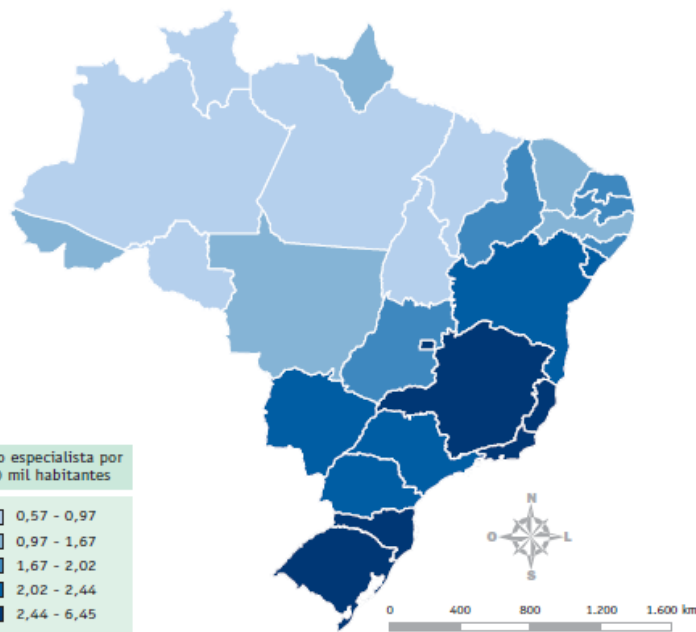 especialista por
mil habitantes
0,57 - 0,97
0,97 - 1,67
1,67 - 2,02
2,02 - 2,44
2,44 - 6,45
N
O L
S
0 400 800 1.200 1.600 km